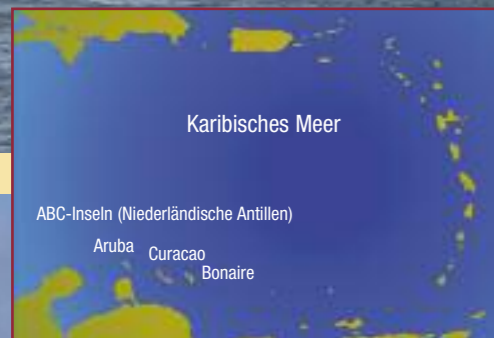 Karibisches Meer
ABC-Inseln (Niederländische Antillen)
Aruba
Curacao
Bonaire